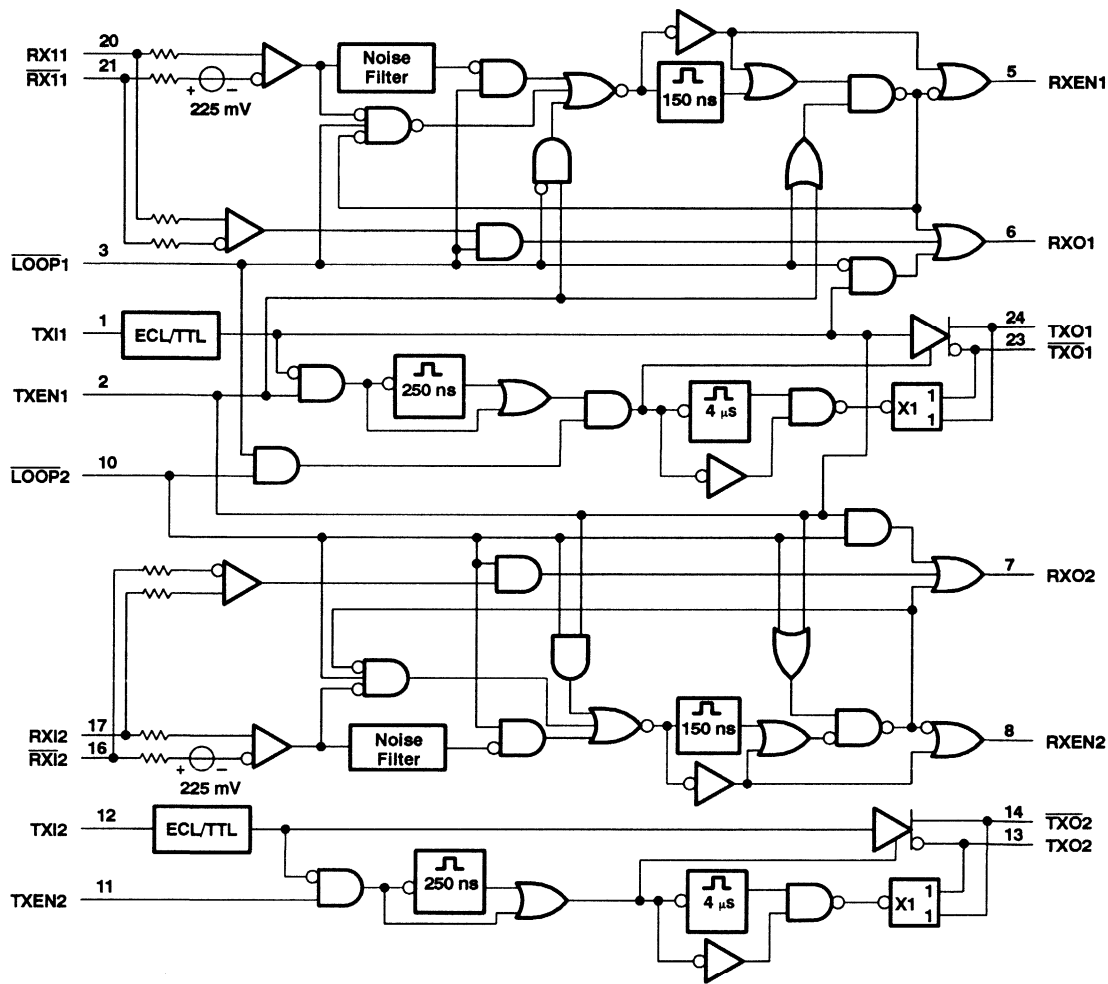 RX11 20
RX11 21
+ −
225 mV
Noise
Filter
150 ns
5 RXEN1
6 RXO1
LOOP1 3
TXI1 1
ECL/TTL
24 TXO1
23 TXO1
TXEN1 2
250 ns
4 μs
X1 1
1
LOOP2 10
7 RXO2
RXI2 17
RXI2 16
+ −
225 mV
Noise
Filter
150 ns
8 RXEN2
TXI2 12
ECL/TTL
14 TXO2
13 TXO2
TXEN2 11
250 ns
4 μs
X1 1
1